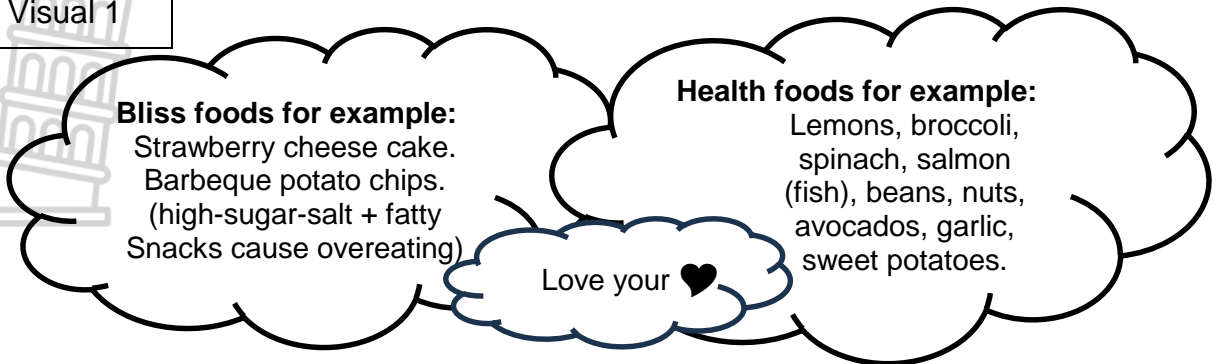 Visual 1
Bliss foods for example:
Strawberry cheese cake.
Barbeque potato chips.
(high-sugar-salt + fatty
Snacks cause overeating)
Health foods for example:
Lemons, broccoli,
spinach, salmon
(fish), beans, nuts,
avocados, garlic,
sweet potatoes.
Love your